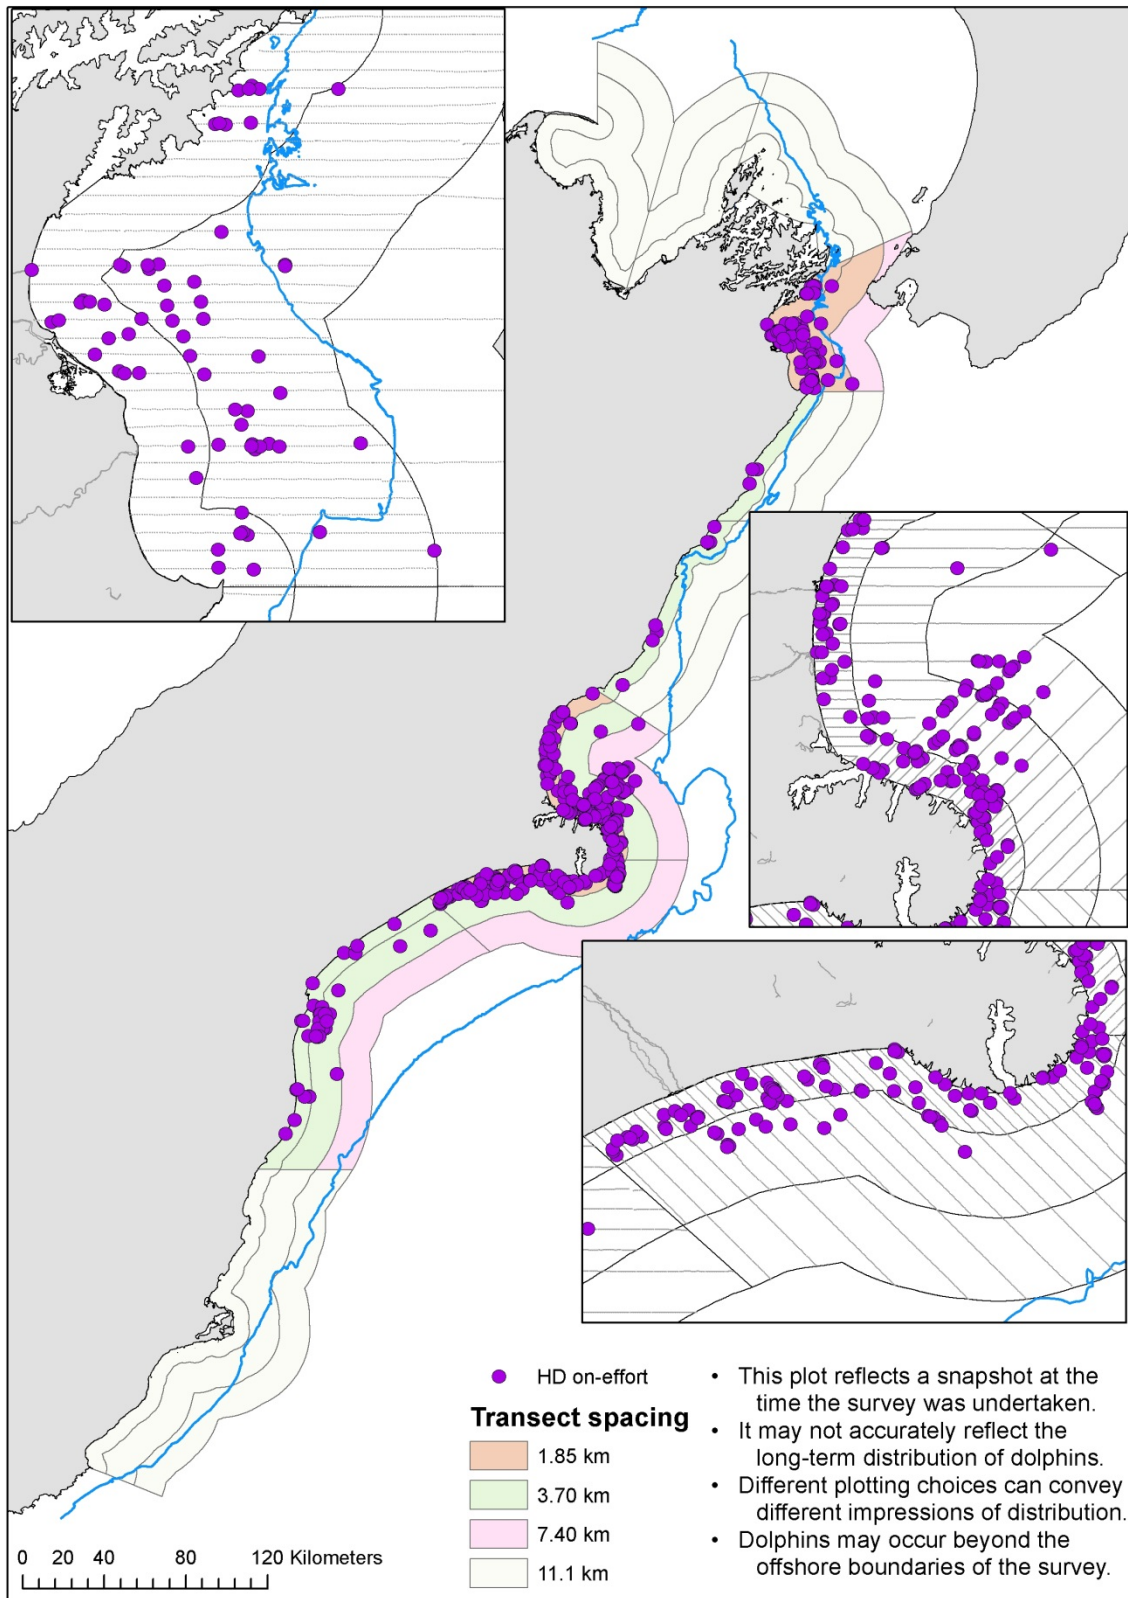 HD on-effort
Transect spacing
1.85 km
3.70 km
7.40 km
11.1 km
• This plot reflects a snapshot at the
time the survey was undertaken.
• It may not accurately reflect the
long-term distribution of dolphins.
• Different plotting choices can convey
different impressions of distribution.
• Dolphins may occur beyond the
offshore boundaries of the survey.
0 20 40 80 120 Kilometers